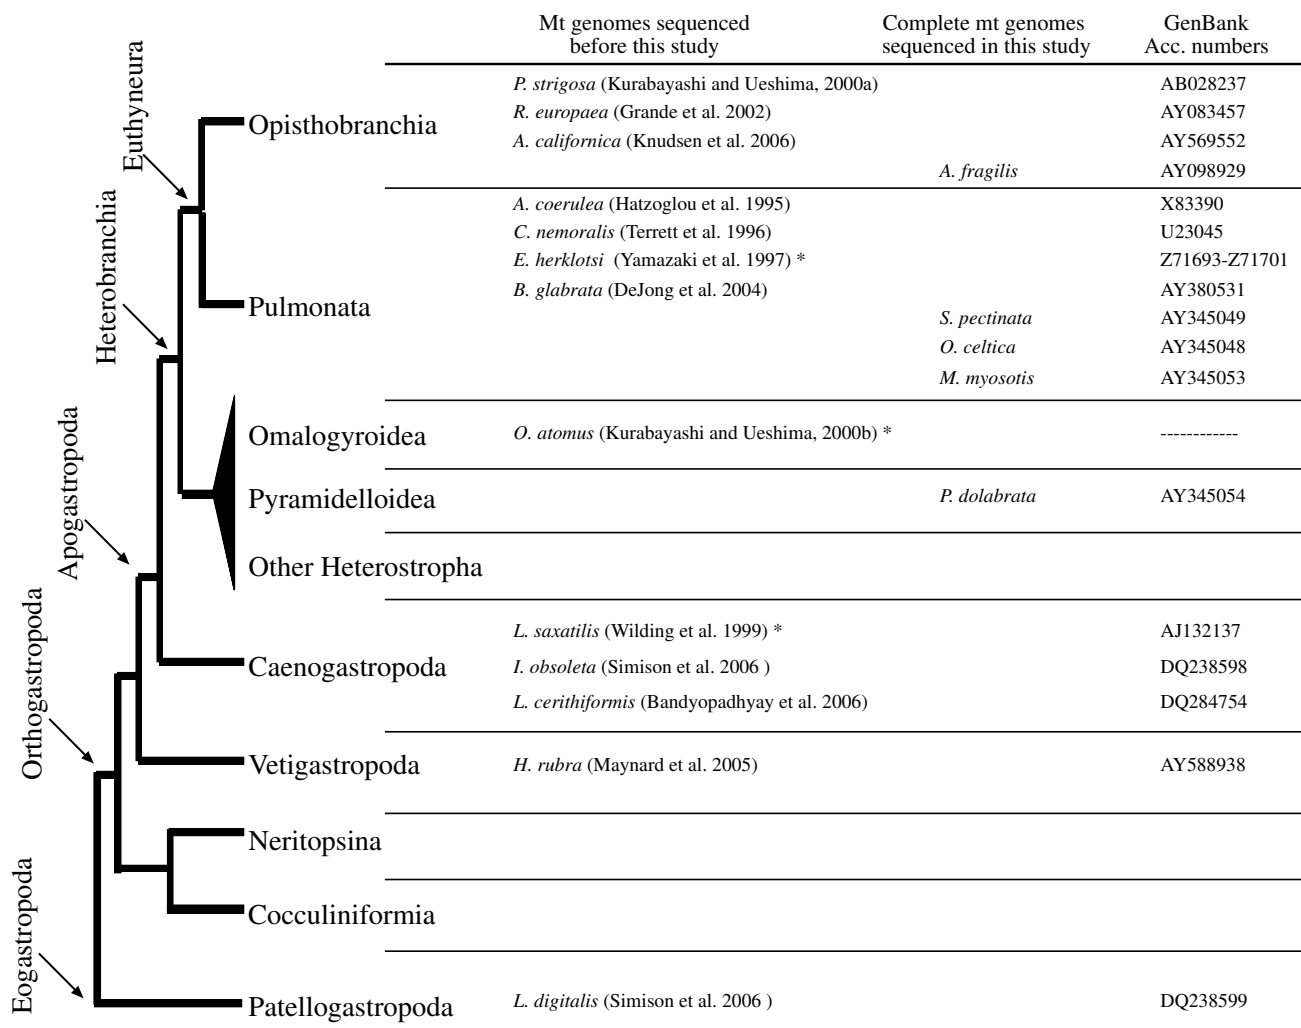 Mt genomes sequenced
before this study
Complete mt genomes
sequenced in this study
GenBank
Acc. numbers
Euthyneura
Heterobranchia
Apogastropoda
Orthogastropoda
Eogastropoda
Opisthobranchia
P. strigosa (Kurabayashi and Ueshima, 2000a) AB028237
R. europaea (Grande et al. 2002) AY083457
A. californica (Knudsen et al. 2006) AY569552
A. fragilis AY098929
Pulmonata
A. coerulea (Hatzoglou et al. 1995) X83390
C. nemoralis (Terrett et al. 1996) U23045
E. herklotsi (Yamazaki et al. 1997) * Z71693-Z71701
B. glabrata (DeJong et al. 2004) AY380531
S. pectinata AY345049
O. celtica AY345048
M. myosotis AY345053
Omalogyroidea O. atomus (Kurabayashi and Ueshima, 2000b) * ------------
Pyramidelloidea P. dolabrata AY345054
Other Heterostropha
Caenogastropoda
L. saxatilis (Wilding et al. 1999) * AJ132137
I. obsoleta (Simison et al. 2006 ) DQ238598
L. cerithiformis (Bandyopadhyay et al. 2006) DQ284754
Vetigastropoda H. rubra (Maynard et al. 2005) AY588938
Neritopsina
Cocculiniformia
Patellogastropoda L. digitalis (Simison et al. 2006 ) DQ238599